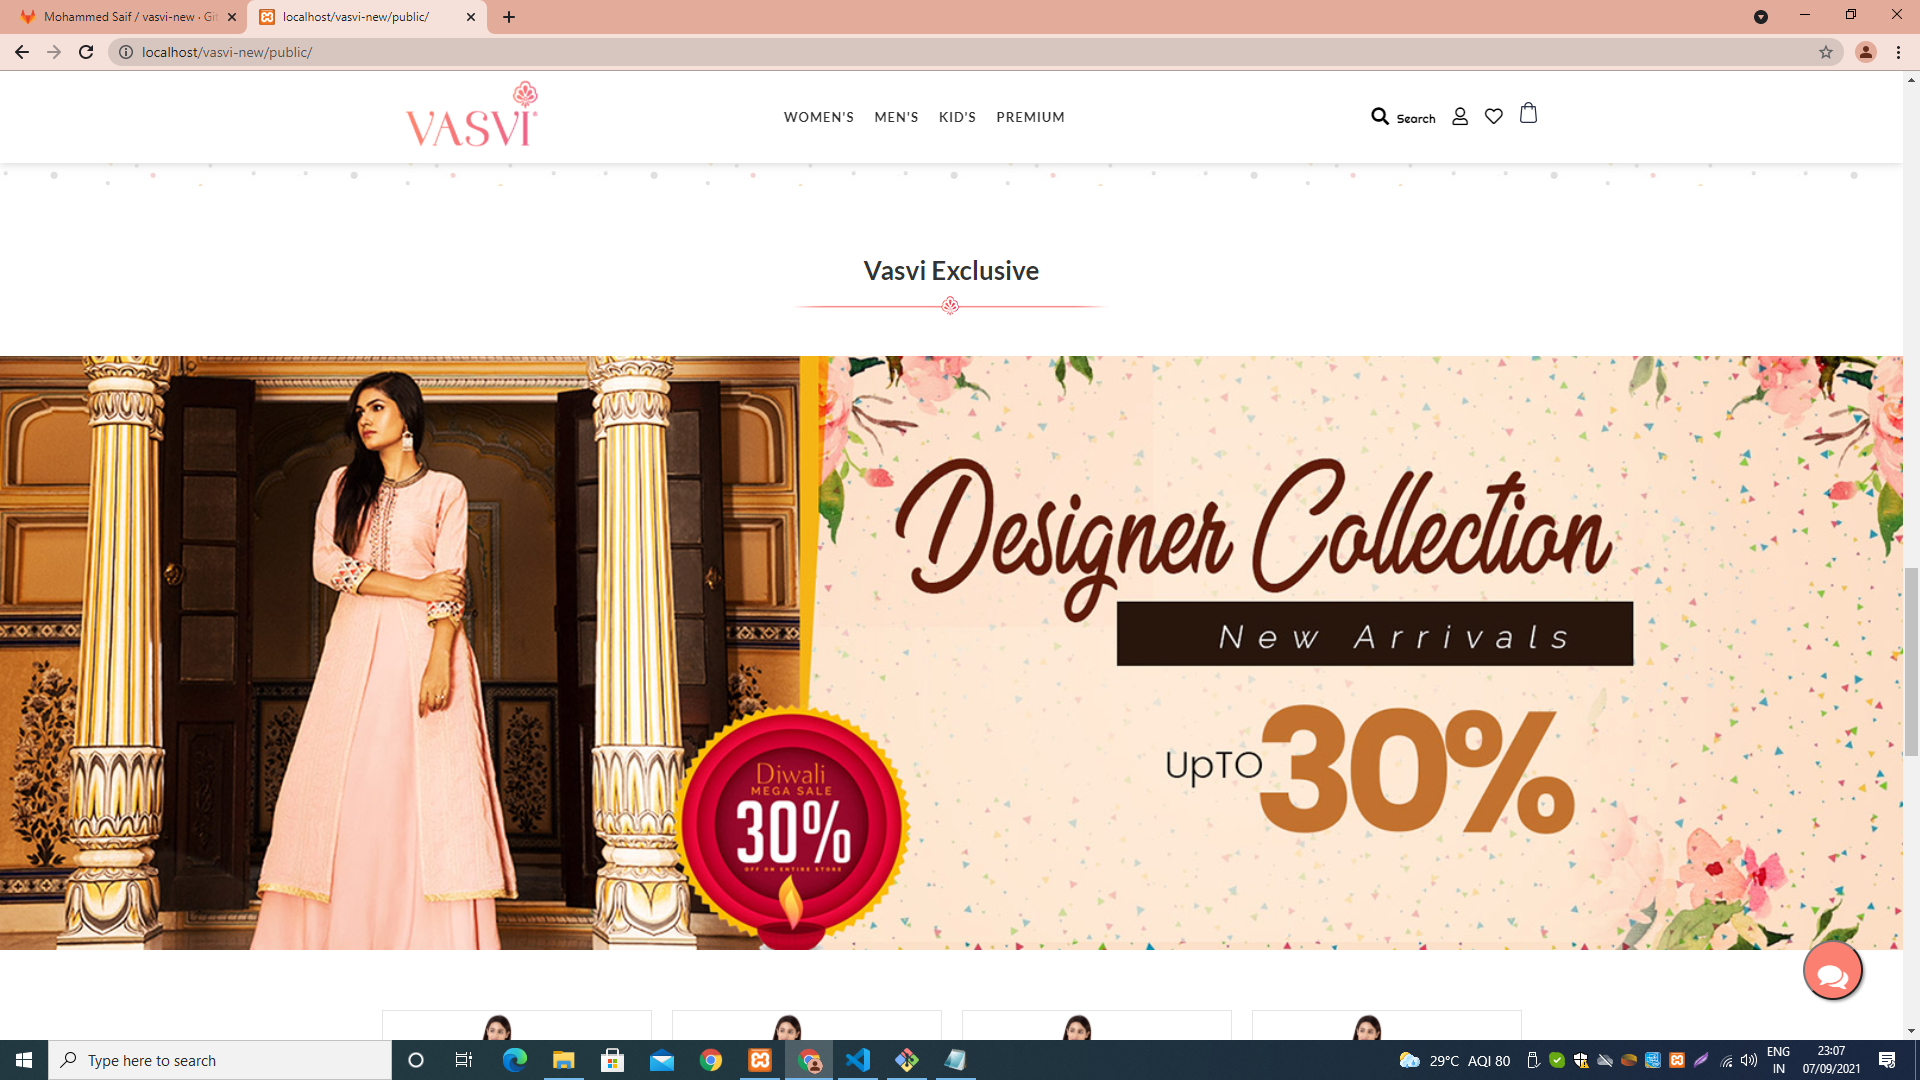 Mohammed Saif / vasvi-new · Git
localhost/vasvi-new/public/
localhost/vasvi-new/public/
VASVI
WOMEN'S MEN'S KID'S PREMIUM
Search
Vasvi Exclusive
Designer Collection
New Arrivals
UpTO 30%
Diwali
MEGA SALE
30%
OFF ON ENTIRE STORE
Type here to search
29°C AQI 80
ENG
IN
23:07
07/09/2021